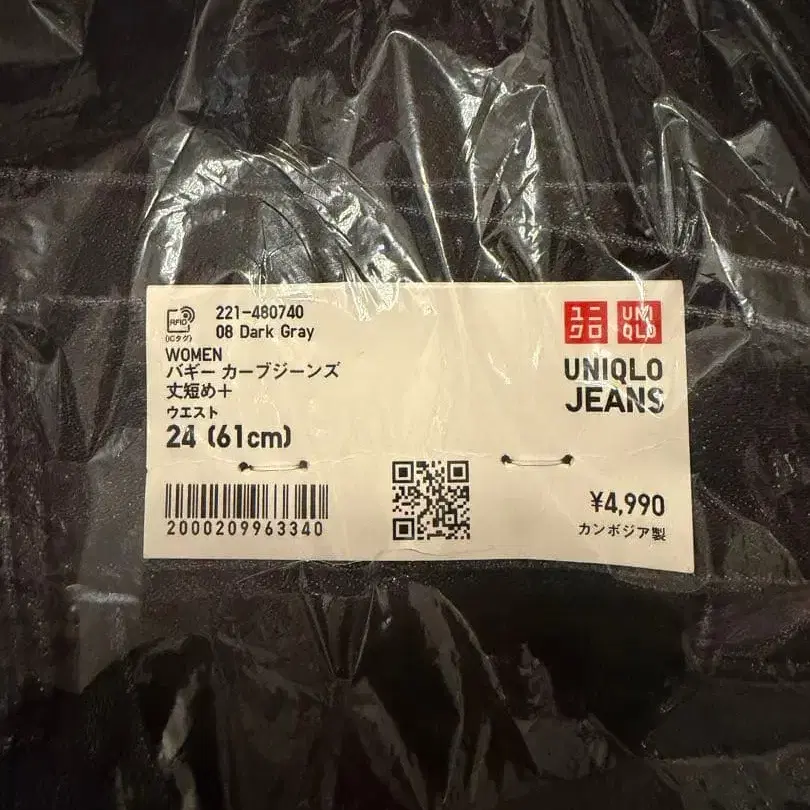 RFID
(ICタグ)
221-480740
08 Dark Gray
WOMEN
バギー カーブジーンズ
丈短め+
ウエスト
24 (61cm)
2000209963340
ユニ
クロ
UNI
QLO
UNIQLO
JEANS
¥4,990
カンボジア製